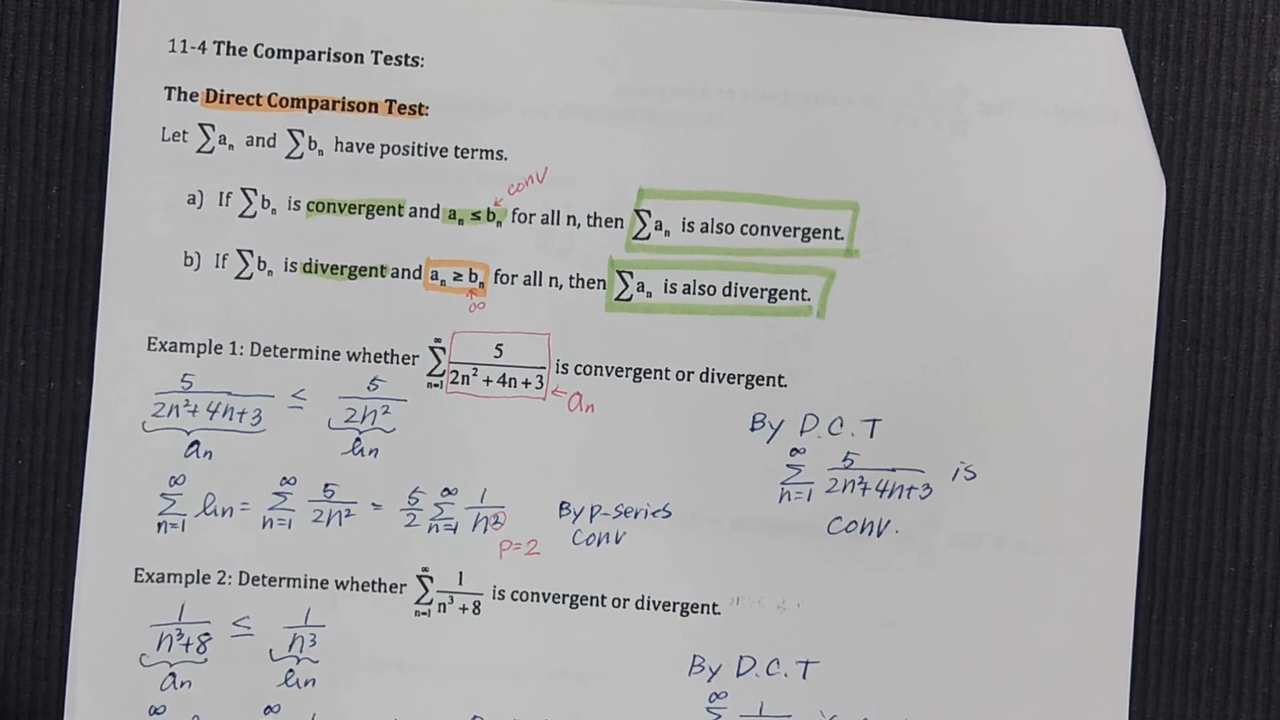 11-4 The Comparison Tests:
The Direct Comparison Test:
Let ∑aₙ and ∑bₙ have positive terms.
conv
a) If ∑bₙ is convergent and aₙ ≤ bₙ for all n, then ∑aₙ is also convergent.
b) If ∑bₙ is divergent and aₙ ≥ bₙ for all n, then ∑aₙ is also divergent.
∞
Example 1: Determine whether ∑_{n=1}^{∞} 5/(2n²+4n+3) is convergent or divergent.
← aₙ
5/(2n²+4n+3) ≤ 5/(2n²)
aₙ bₙ
∑_{n=1}^{∞} bₙ = ∑_{n=1}^{∞} 5/(2n²) = 5/2 ∑_{n=1}^{∞} 1/n²
p=2
By p-series
conv
By D.C.T
∑_{n=1}^{∞} 5/(2n²+4n+3) is
conv.
Example 2: Determine whether ∑_{n=1}^{∞} 1/(n³+8) is convergent or divergent.
1/(n³+8) ≤ 1/n³
aₙ bₙ
By D.C.T